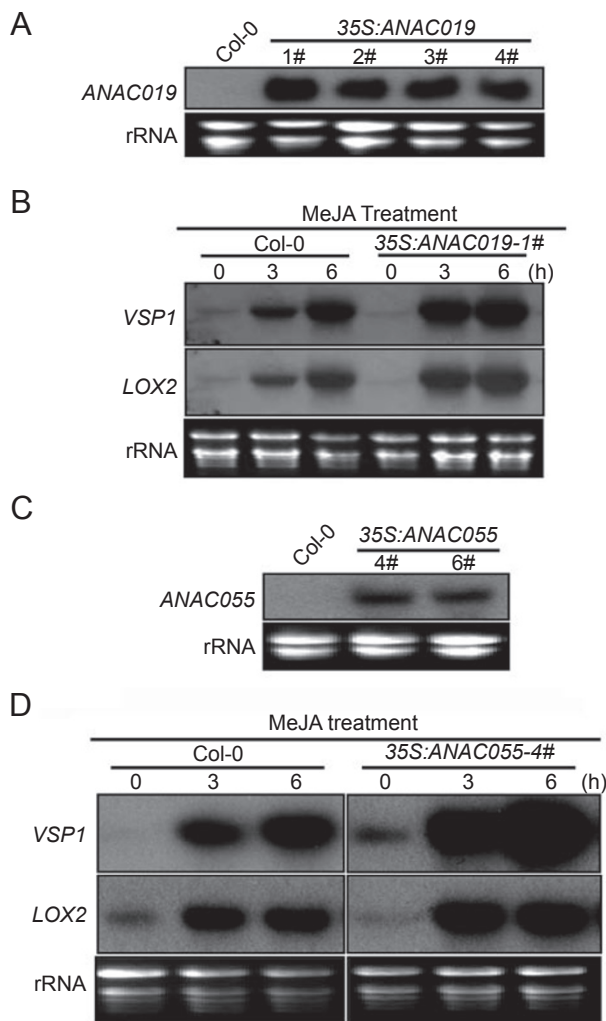 A
Col-0
35S:ANAC019
1# 2# 3# 4#
ANAC019
rRNA
B
MeJA Treatment
Col-0 35S:ANAC019-1#
0 3 6 0 3 6 (h)
VSP1
LOX2
rRNA
C
Col-0
35S:ANAC055
4# 6#
ANAC055
rRNA
D
MeJA treatment
Col-0 35S:ANAC055-4#
0 3 6 0 3 6 (h)
VSP1
LOX2
rRNA